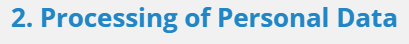 2. Processing of Personal Data